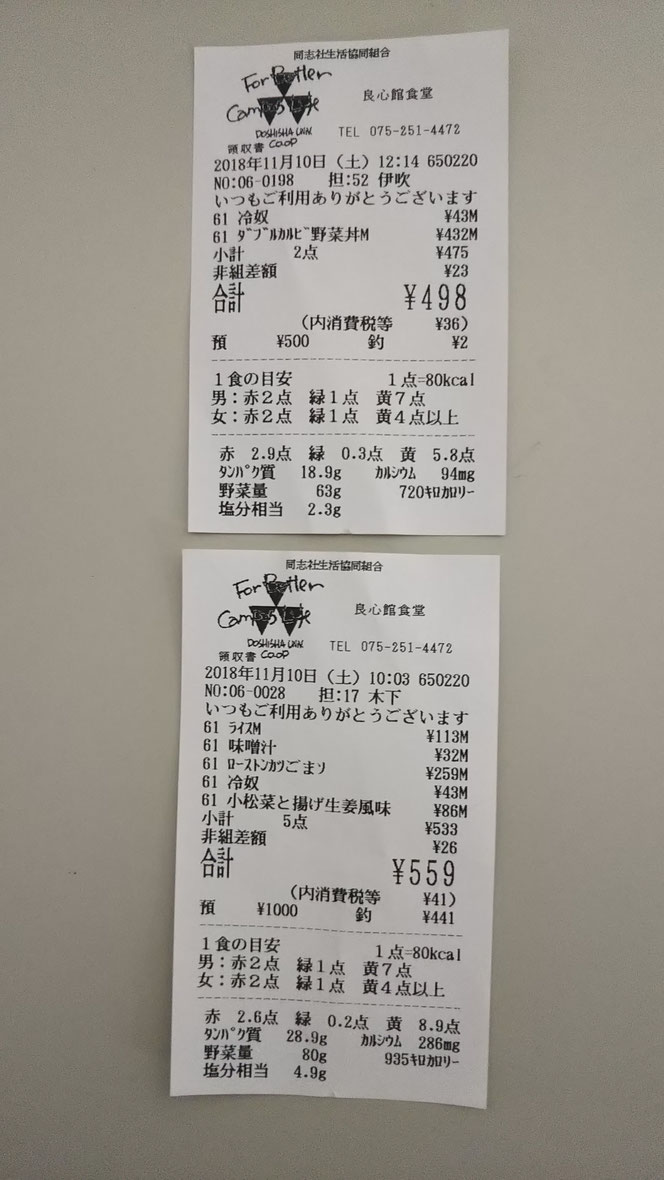 同志社生活協同組合
For Better
Campus Life
良心館食堂
DOSHISHA UNIV.
CO-OP
TEL 075-251-4472
領収書
2018年11月10日（土）12:14 650220
NO:06-0198 担:52 伊吹
いつもご利用ありがとうございます
61 冷奴 ¥43M
61 ﾀﾞﾌﾞﾙｶﾙﾋﾞ野菜丼M ¥432M
小計 2点 ¥475
非組差額 ¥23
合計 ¥498
（内消費税等 ¥36）
預 ¥500 釣 ¥2
1食の目安 1点=80kcal
男：赤2点 緑1点 黄7点
女：赤2点 緑1点 黄4点以上
赤 2.9点 緑 0.3点 黄 5.8点
ﾀﾝﾊﾟｸ質 18.9g ｶﾙｼｳﾑ 94mg
野菜量 63g 720ｷﾛｶﾛﾘｰ
塩分相当 2.3g
同志社生活協同組合
For Better
Campus Life
良心館食堂
DOSHISHA UNIV.
CO-OP
TEL 075-251-4472
領収書
2018年11月10日（土）10:03 650220
NO:06-0028 担:17 木下
いつもご利用ありがとうございます
61 ﾗｲｽM ¥113M
61 味噌汁 ¥32M
61 ﾛｰｽﾄﾝｶﾂごまｿ ¥259M
61 冷奴 ¥43M
61 小松菜と揚げ生姜風味 ¥86M
小計 5点 ¥533
非組差額 ¥26
合計 ¥559
（内消費税等 ¥41）
預 ¥1000 釣 ¥441
1食の目安 1点=80kcal
男：赤2点 緑1点 黄7点
女：赤2点 緑1点 黄4点以上
赤 2.6点 緑 0.2点 黄 8.9点
ﾀﾝﾊﾟｸ質 28.9g ｶﾙｼｳﾑ 286mg
野菜量 80g 935ｷﾛｶﾛﾘｰ
塩分相当 4.9g